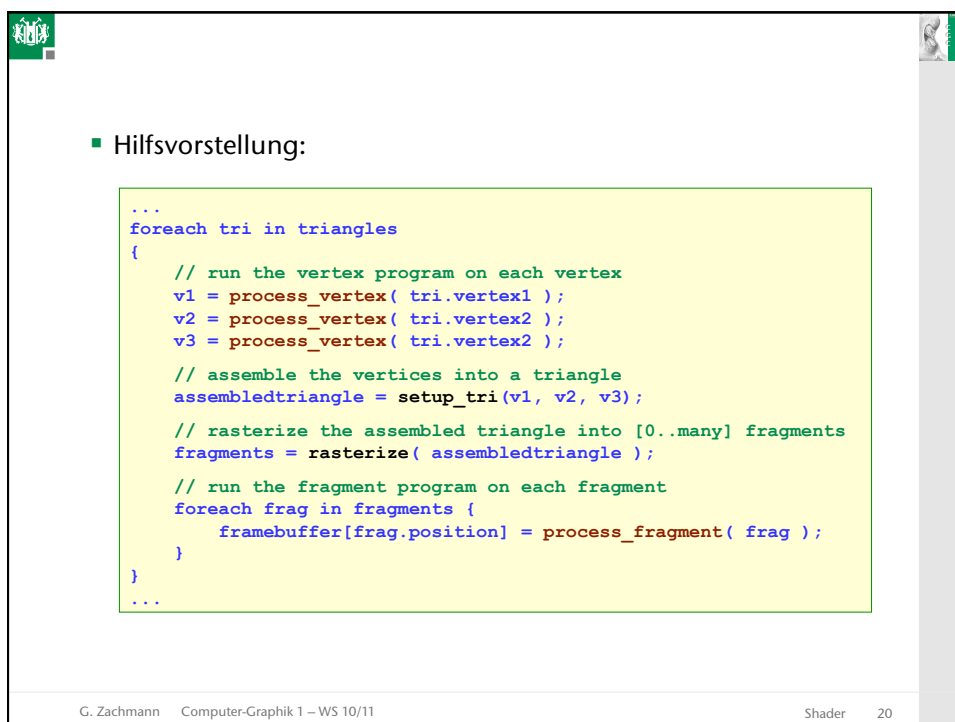 Hilfsvorstellung:
...
foreach tri in triangles
{
    // run the vertex program on each vertex
    v1 = process_vertex( tri.vertex1 );
    v2 = process_vertex( tri.vertex2 );
    v3 = process_vertex( tri.vertex2 );
    // assemble the vertices into a triangle
    assembledtriangle = setup_tri(v1, v2, v3);
    // rasterize the assembled triangle into [0..many] fragments
    fragments = rasterize( assembledtriangle );
    // run the fragment program on each fragment
    foreach frag in fragments {
        framebuffer[frag.position] = process_fragment( frag );
    }
}
...
G. Zachmann Computer-Graphik 1 – WS 10/11 Shader 20